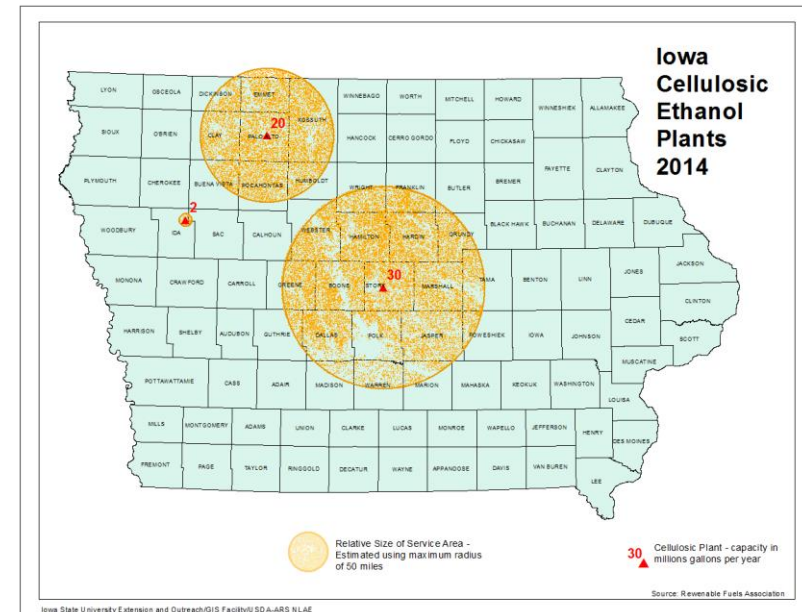 Iowa
Cellulosic
Ethanol
Plants
2014
LYON OSCEOLA DICKINSON EMMET WINNEBAGO WORTH MITCHELL HOWARD WINNESHIEK ALLAMAKEE
KOSSUTH
20
SIOUX OBRIEN CLAY PALO ALTO HANCOCK CERRO GORDO FLOYD CHICKASAW
FAYETTE CLAYTON
PLYMOUTH CHEROKEE BUENA VISTA POCAHONTAS HUMBOLDT WRIGHT FRANKLIN BUTLER BREMER
2
WOODBURY IDA SAC CALHOUN WEBSTER HAMILTON HARDIN GRUNDY BLACK HAWK BUCHANAN DELAWARE DUBUQUE
30
MONONA CRAWFORD CARROLL GREENE BOONE STORY MARSHALL TAMA BENTON LINN JONES JACKSON
CLINTON
HARRISON SHELBY AUDUBON GUTHRIE DALLAS POLK JASPER POWESHIEK IOWA JOHNSON CEDAR SCOTT
MUSCATINE
POTTAWATTAMIE CASS ADAIR MADISON WARREN MARION MAHASKA KEOKUK WASHINGTON
LOUISA
MILLS MONTGOMERY ADAMS UNION CLARKE LUCAS MONROE WAPELLO JEFFERSON HENRY
DES MOINES
FREMONT PAGE TAYLOR RINGGOLD DECATUR WAYNE APPANOOSE DAVIS VAN BUREN LEE
Relative Size of Service Area -
Estimated using maximum radius
of 50 miles
30 Cellulosic Plant - capacity in
millions gallons per year
Source: Rewenable Fuels Association
Iowa State University Extension and Outreach/GIS Facility/USDA-ARS NLAE